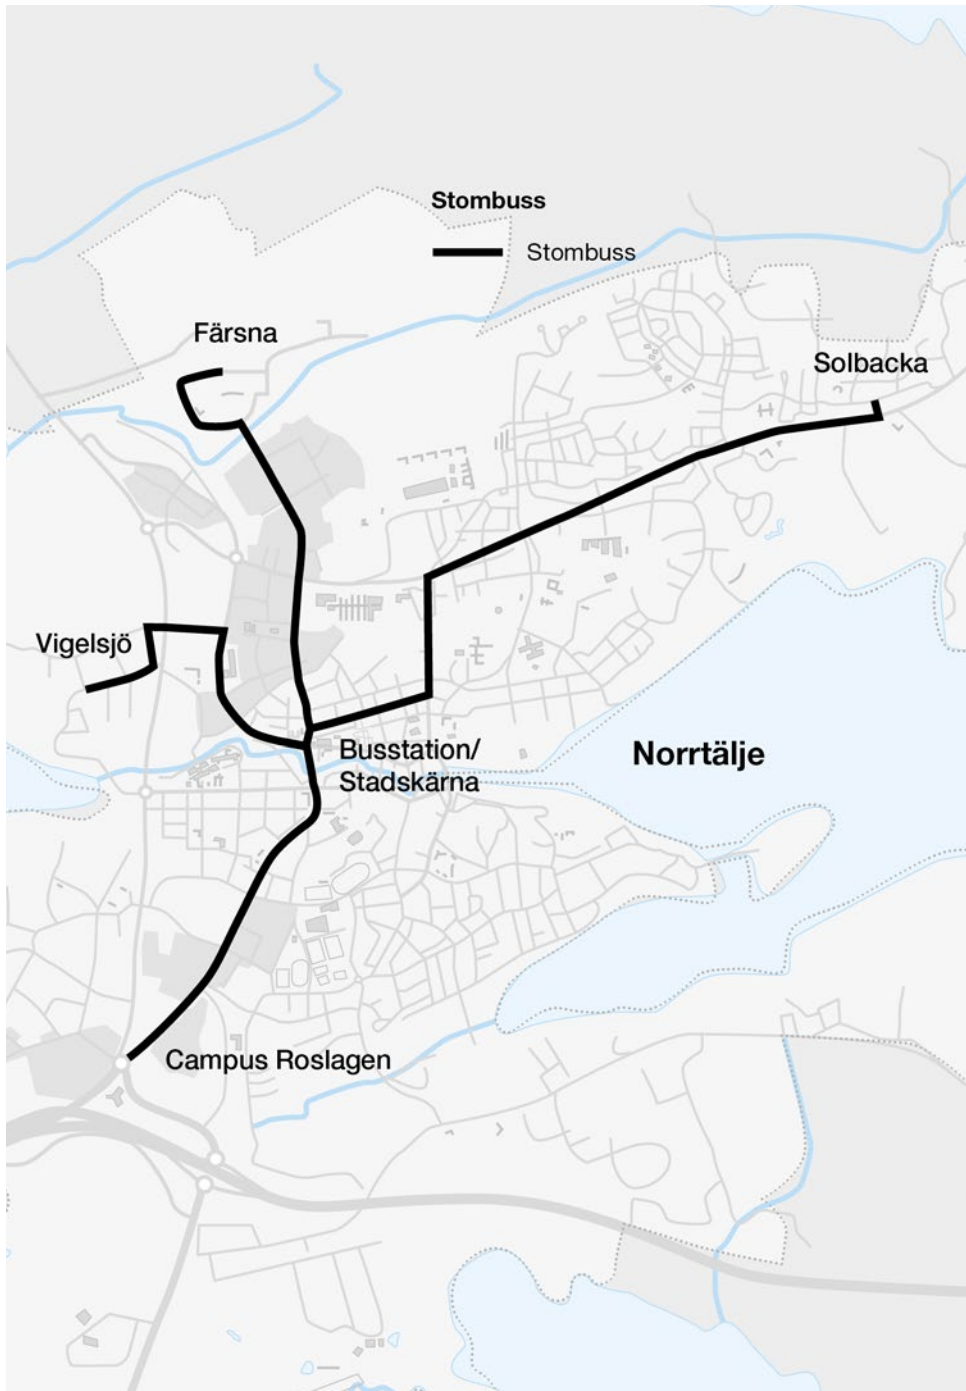 Stombuss
Stombuss
Färsna
Solbacka
Vigelsjö
Busstation/
Stadskärna
Norrtälje
Campus Roslagen